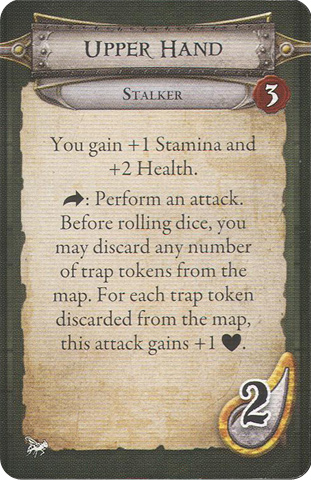 UPPER HAND
STALKER
3
You gain +1 Stamina and
+2 Health.
: Perform an attack.
Before rolling dice, you
may discard any number
of trap tokens from the
map. For each trap token
discarded from the map,
this attack gains +1 ♥.
2